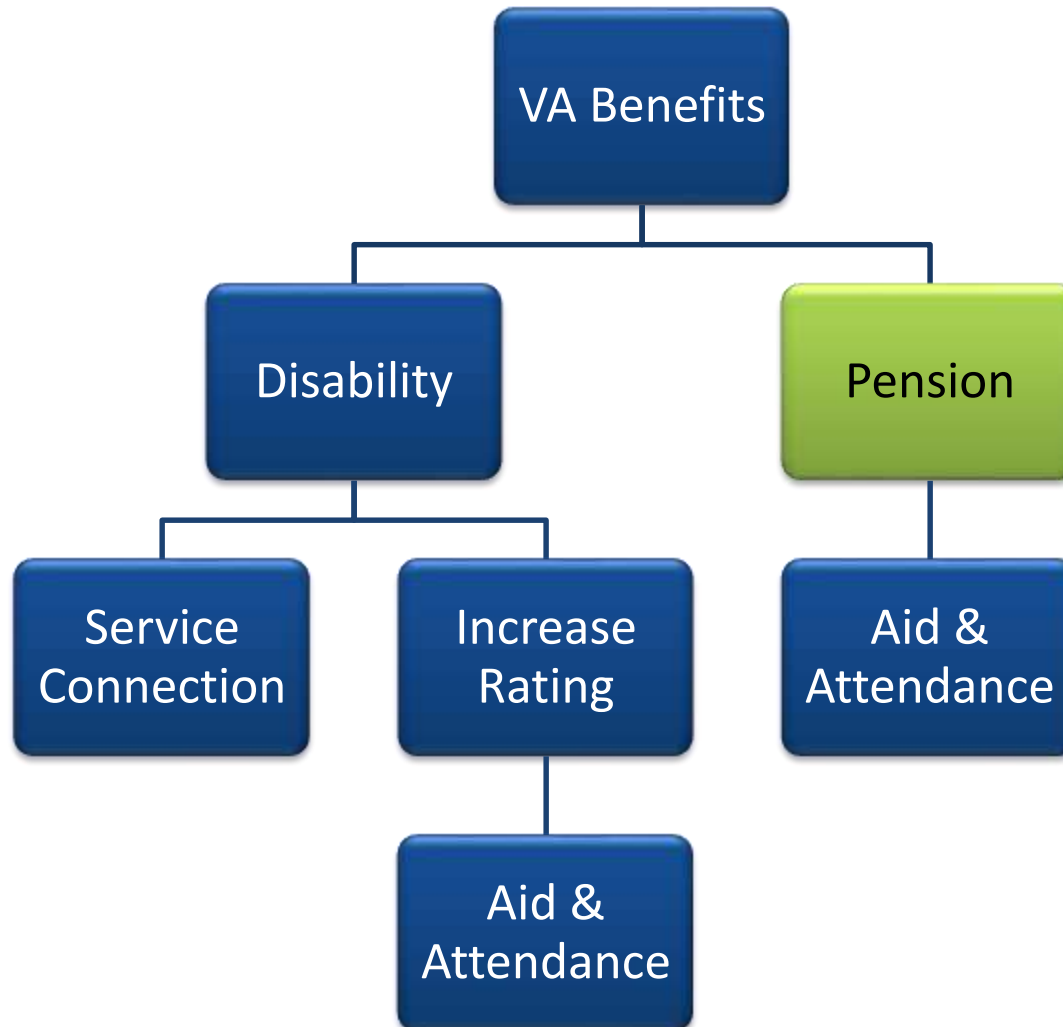 VA Benefits
Disability
Pension
Service
Connection
Increase
Rating
Aid &
Attendance
Aid &
Attendance